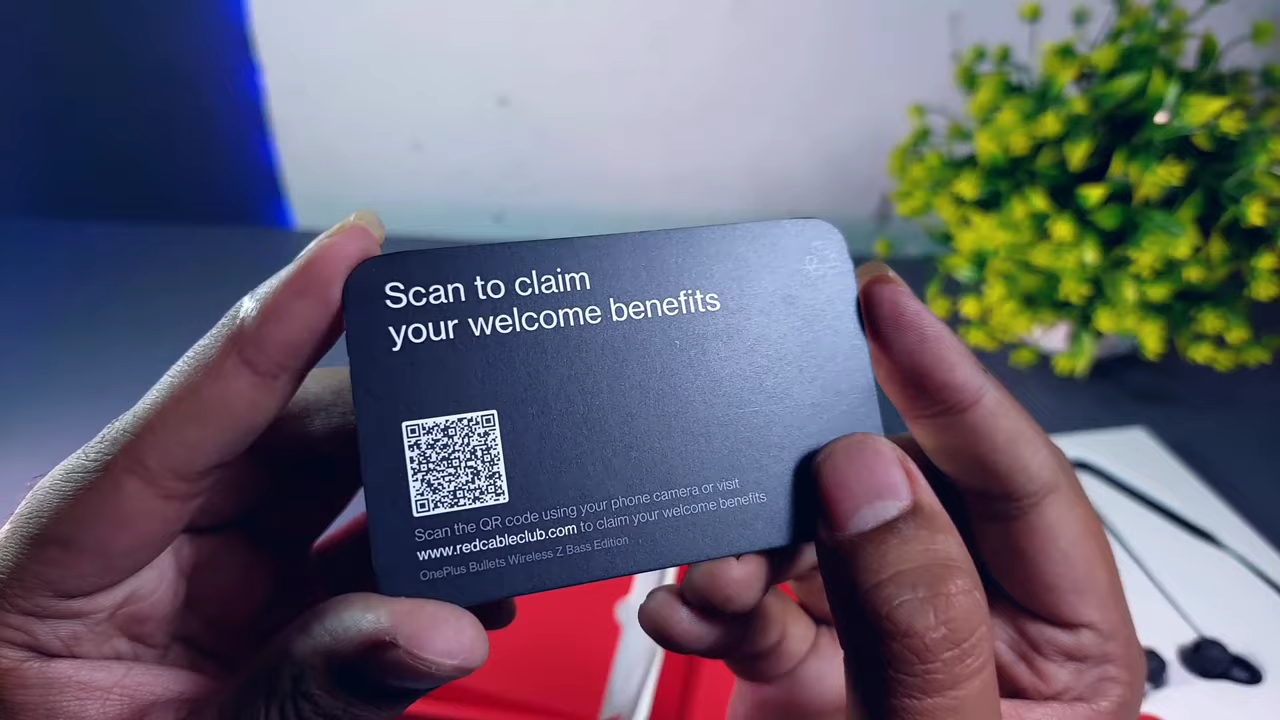 Scan to claim
your welcome benefits
Scan the QR code using your phone camera or visit
www.redcableclub.com to claim your welcome benefits
OnePlus Bullets Wireless Z Bass Edition